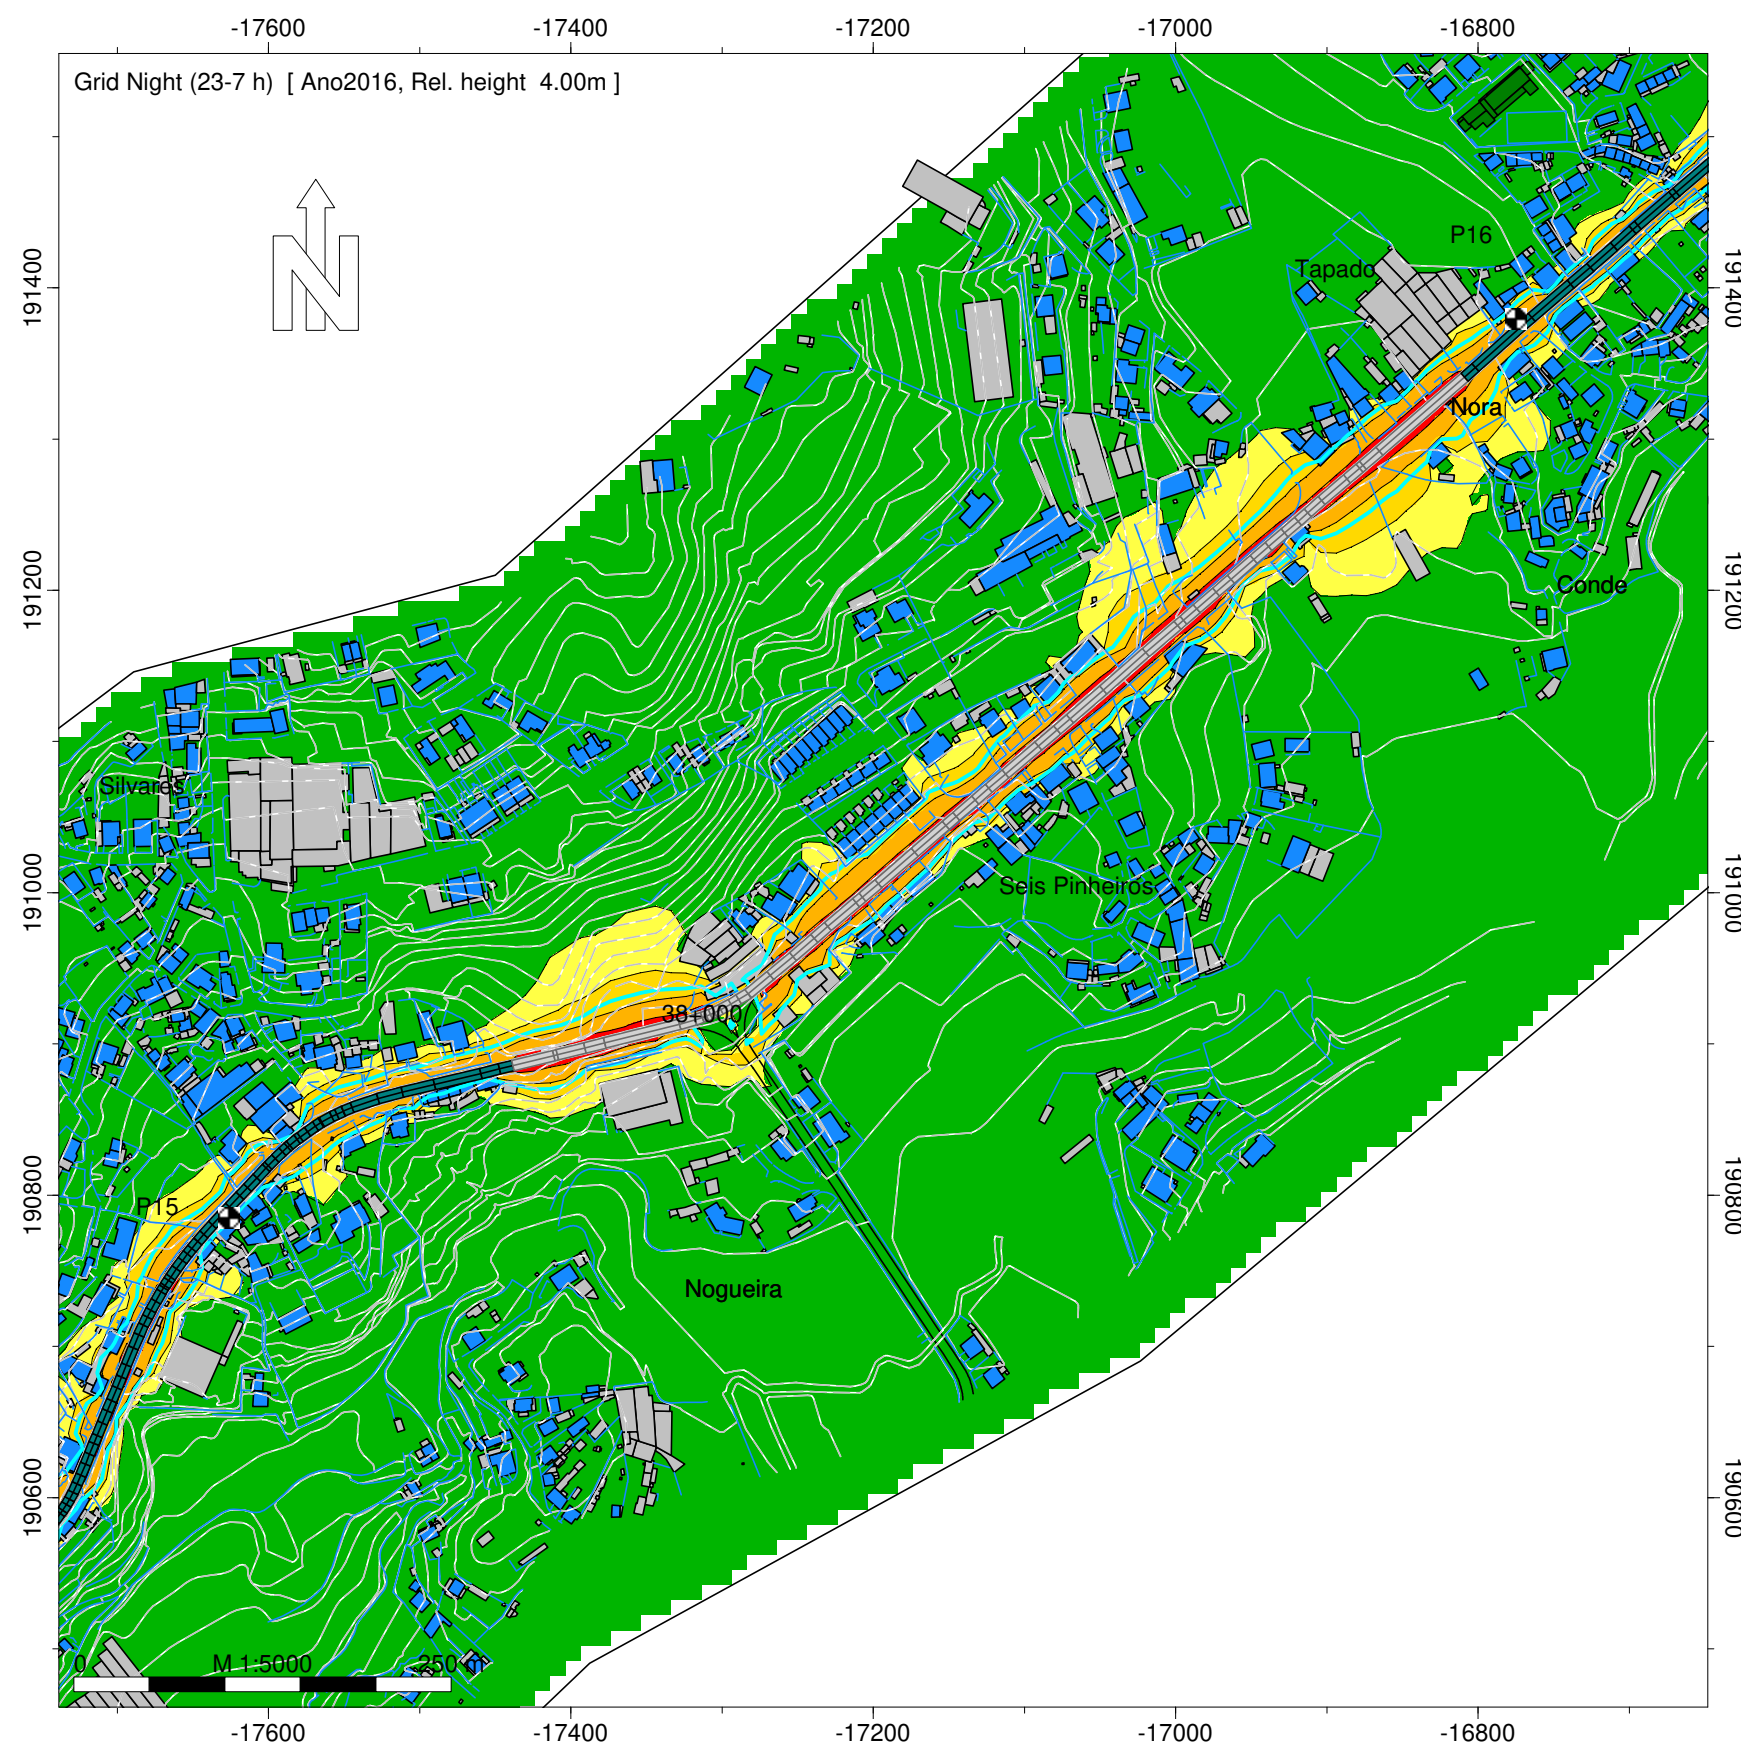 -17600 -17400 -17200 -17000 -16800
Grid Night (23-7 h) [ Ano2016, Rel. height 4.00m ]
N
P16
Tapado
191400 191400
Nora
191200 191200
Conde
Silvares
191000 191000
Seis Pinheiros
38+000
190800 190800
P15
Nogueira
190600 190600
0 M 1:5000 250 m
-17600 -17400 -17200 -17000 -16800